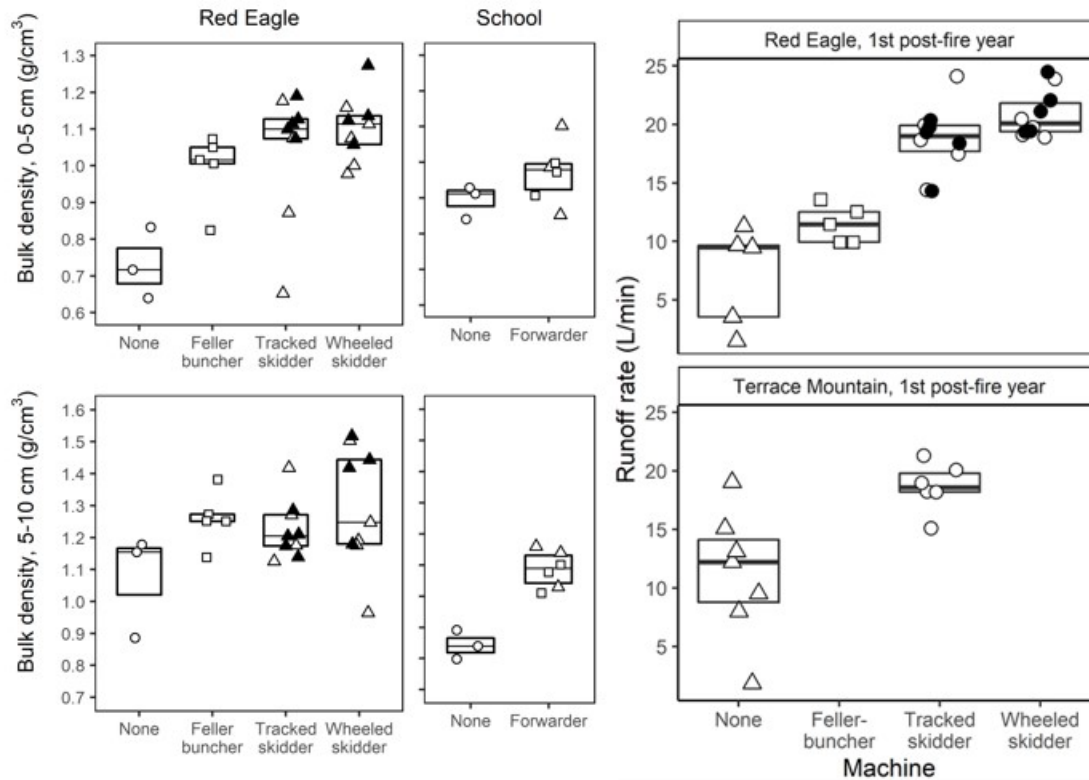 Red Eagle
School
Bulk density, 0-5 cm (g/cm³)
1.3
1.2
1.1
1.0
0.9
0.8
0.7
0.6
None
Feller
buncher
Tracked
skidder
Wheeled
skidder
None
Forwarder
Bulk density, 5-10 cm (g/cm³)
1.6
1.5
1.4
1.3
1.2
1.1
1.0
0.9
0.8
0.7
None
Feller
buncher
Tracked
skidder
Wheeled
skidder
None
Forwarder
Runoff rate (L/min)
Red Eagle, 1st post-fire year
25
20
15
10
5
Terrace Mountain, 1st post-fire year
25
20
15
10
5
None
Feller-
buncher
Tracked
skidder
Wheeled
skidder
Machine